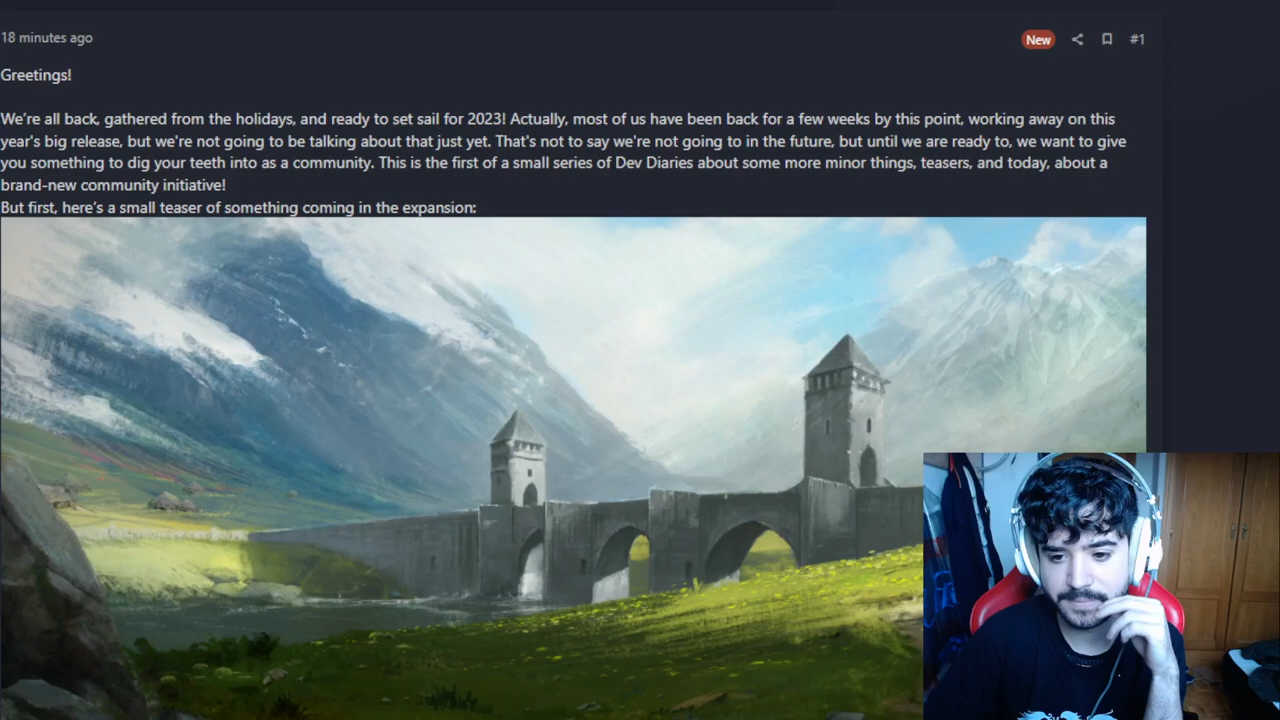 18 minutes ago
New
#1
Greetings!
We're all back, gathered from the holidays, and ready to set sail for 2023! Actually, most of us have been back for a few weeks by this point, working away on this
year's big release, but we're not going to be talking about that just yet. That's not to say we're not going to in the future, but until we are ready to, we want to give
you something to dig your teeth into as a community. This is the first of a small series of Dev Diaries about some more minor things, teasers, and today, about a
brand-new community initiative!
But first, here's a small teaser of something coming in the expansion: